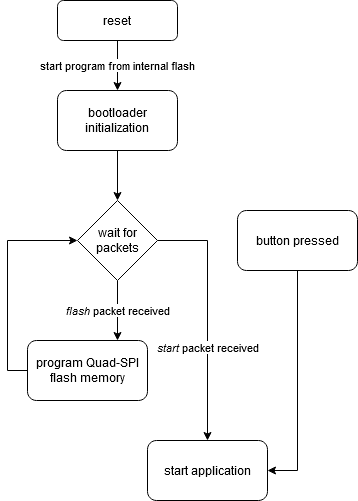 reset
start program from internal flash
bootloader
initialization
wait for
packets
button pressed
flash packet received
start packet received
program Quad-SPI
flash memory
start application